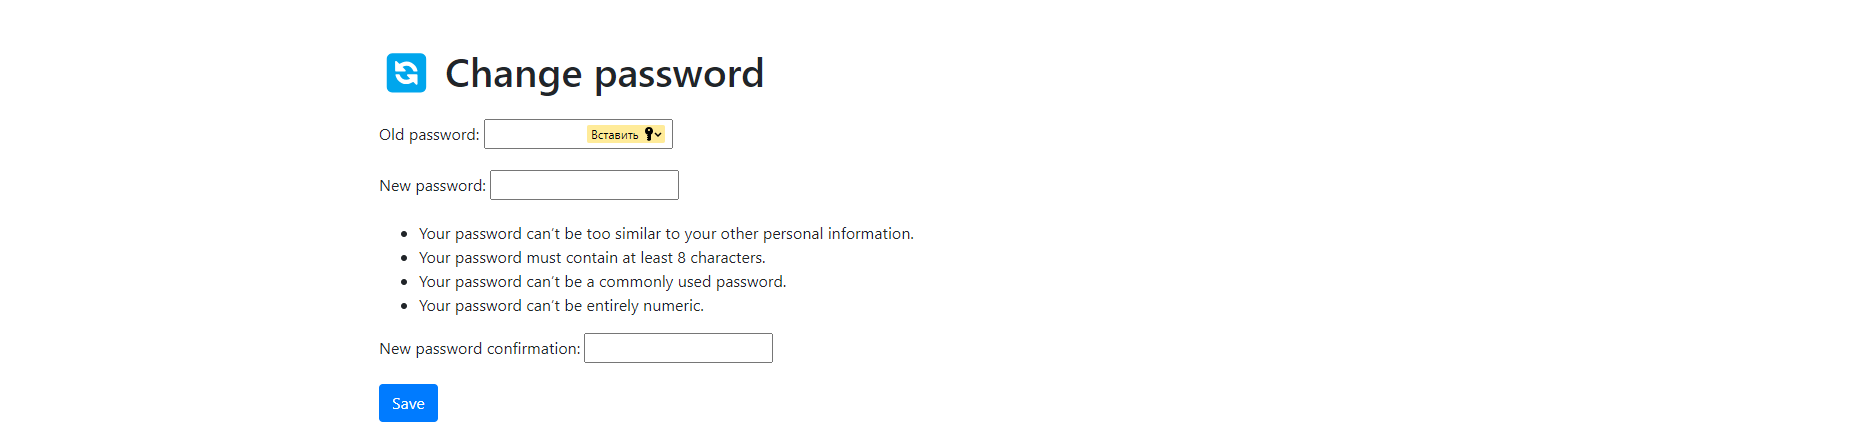 Change password
Old password: Вставить
New password:
Your password can't be too similar to your other personal information.
Your password must contain at least 8 characters.
Your password can't be a commonly used password.
Your password can't be entirely numeric.
New password confirmation:
Save